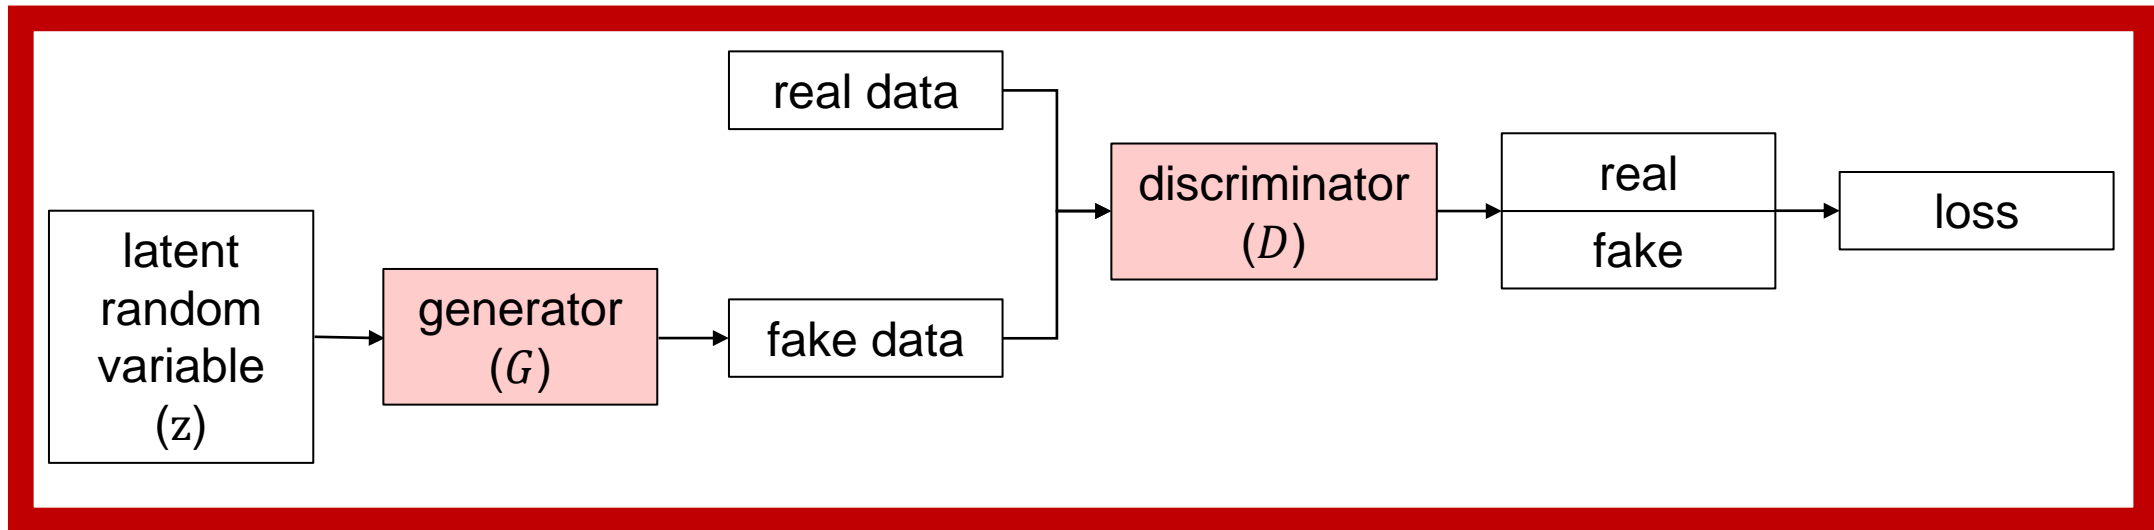 latent
random
variable
(z)
generator
(G)
real data
fake data
discriminator
(D)
real
fake
loss